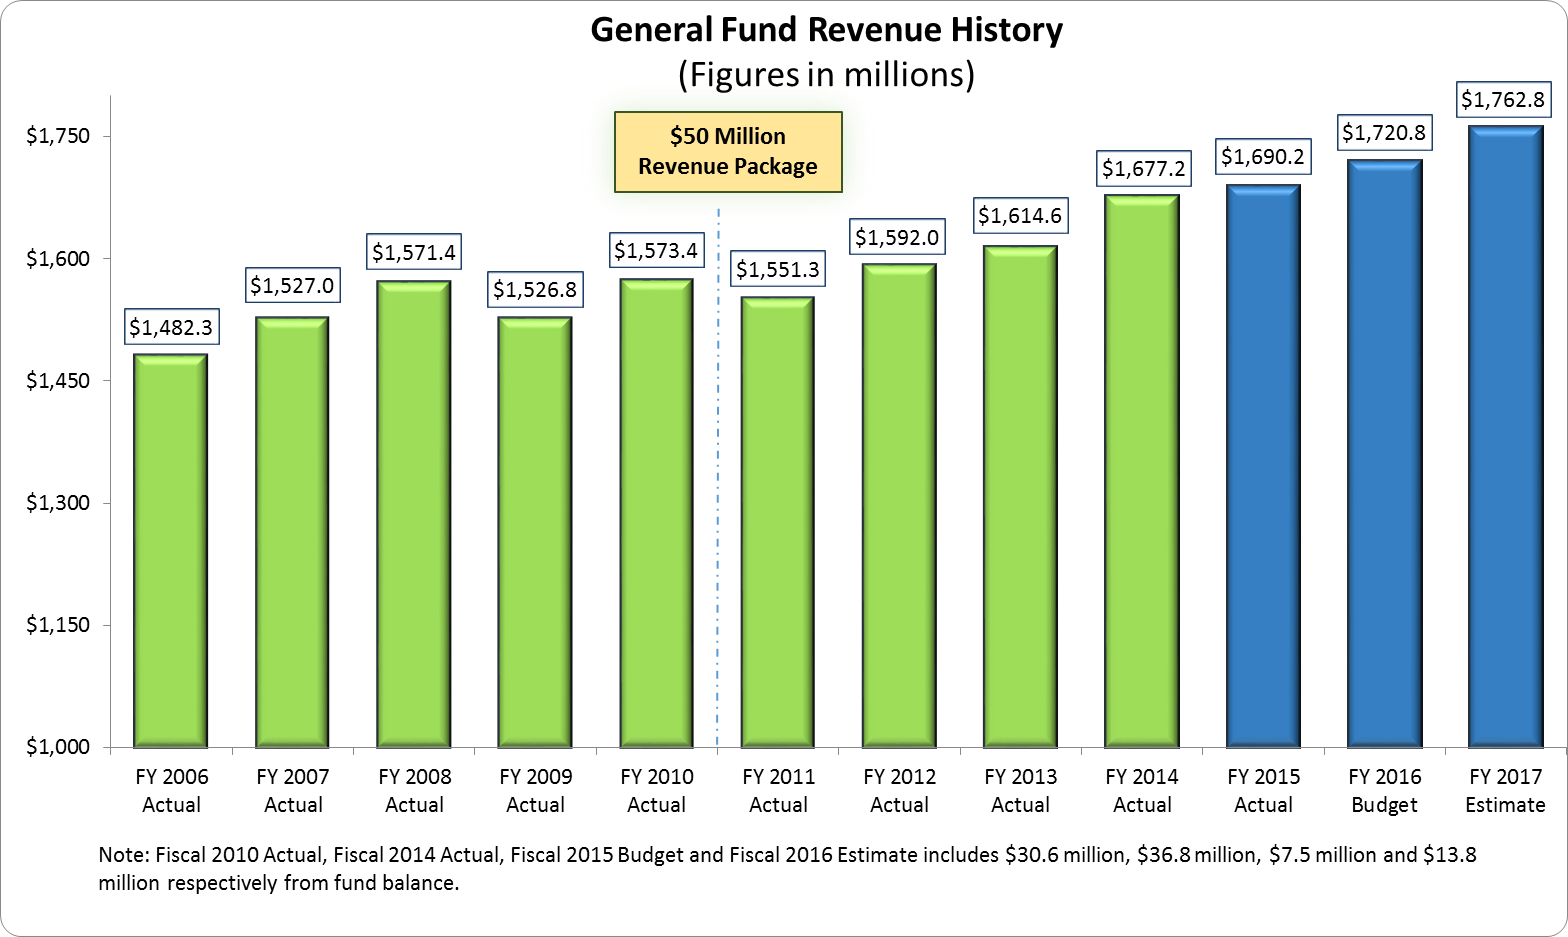 General Fund Revenue History
(Figures in millions)
$50 Million
Revenue Package
$1,750
$1,600
$1,450
$1,300
$1,150
$1,000
$1,482.3
$1,527.0
$1,571.4
$1,526.8
$1,573.4
$1,551.3
$1,592.0
$1,614.6
$1,677.2
$1,690.2
$1,720.8
$1,762.8
FY 2006
Actual
FY 2007
Actual
FY 2008
Actual
FY 2009
Actual
FY 2010
Actual
FY 2011
Actual
FY 2012
Actual
FY 2013
Actual
FY 2014
Actual
FY 2015
Actual
FY 2016
Budget
FY 2017
Estimate
Note: Fiscal 2010 Actual, Fiscal 2014 Actual, Fiscal 2015 Budget and Fiscal 2016 Estimate includes $30.6 million, $36.8 million, $7.5 million and $13.8
million respectively from fund balance.